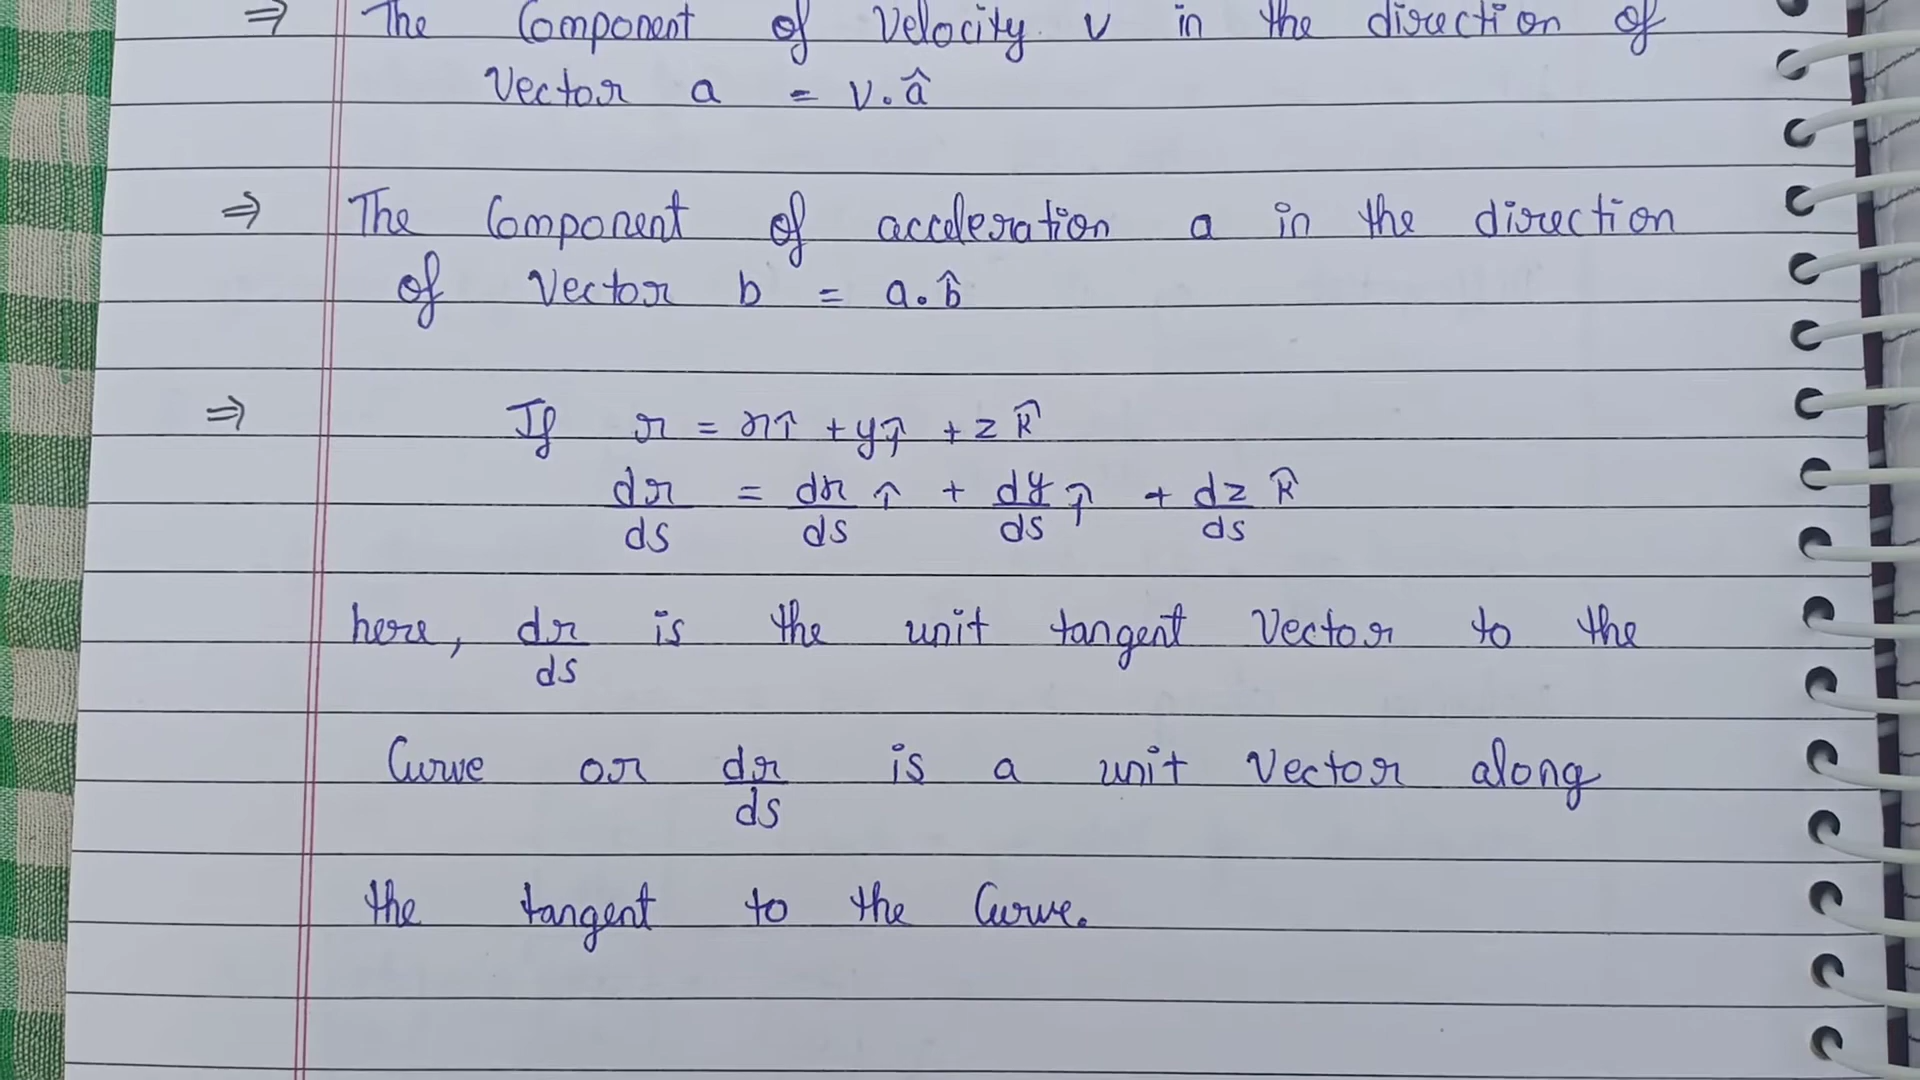 ⇒ The Component of Velocity v in the direction of
Vector a = v.â
⇒ The Component of acceleration a in the direction
of Vector b = a.b̂
⇒ If r = xî + yĵ + z k̂
dr/ds = dx/ds î + dy/ds ĵ + dz/ds k̂
here, dr/ds is the unit tangent Vector to the
Curve or dr/ds is a unit Vector along
the tangent to the Curve.